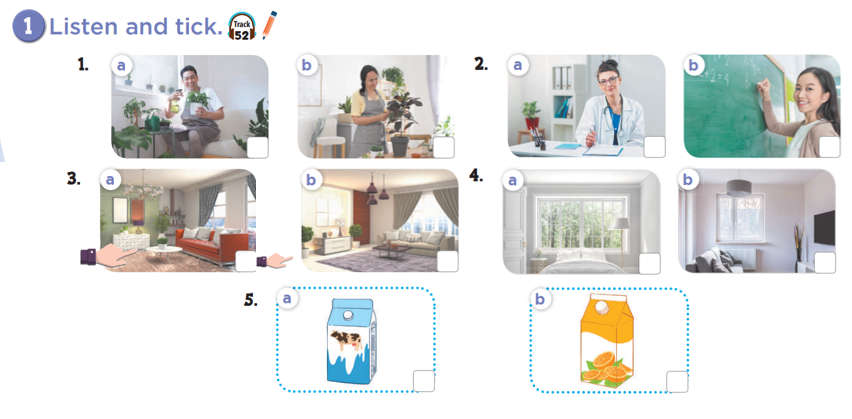 1 Listen and tick. Track 52
1. a b
2. a b
3. a b
4. a b
5. a b